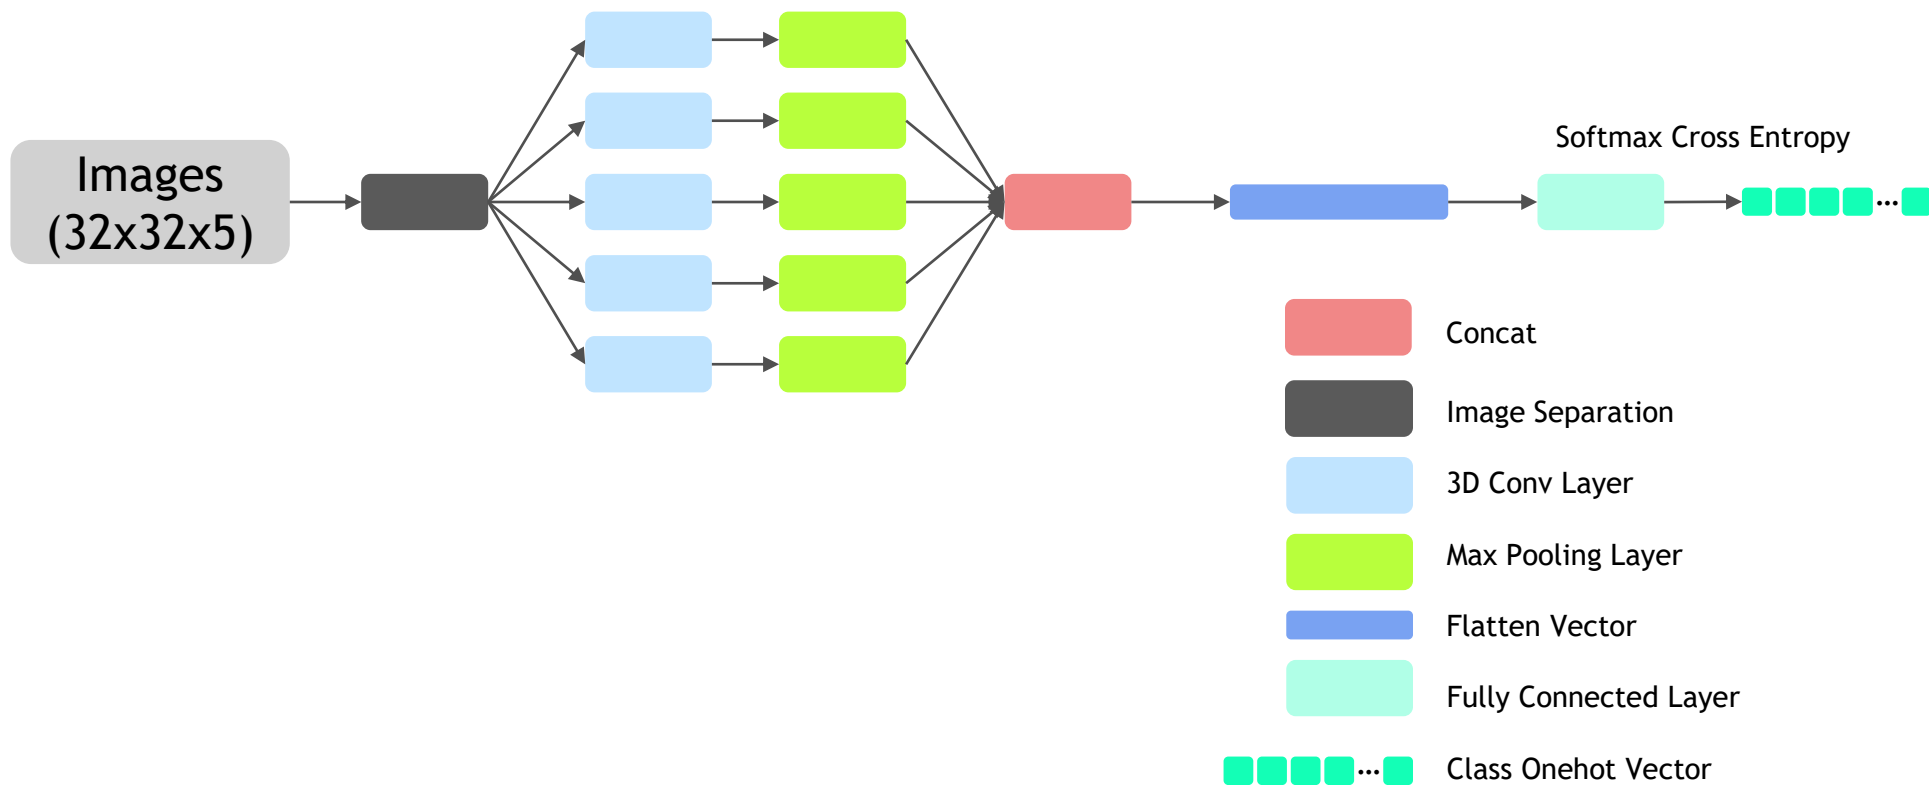 Images
(32x32x5)
Softmax Cross Entropy
Concat
Image Separation
3D Conv Layer
Max Pooling Layer
Flatten Vector
Fully Connected Layer
...
...
Class Onehot Vector